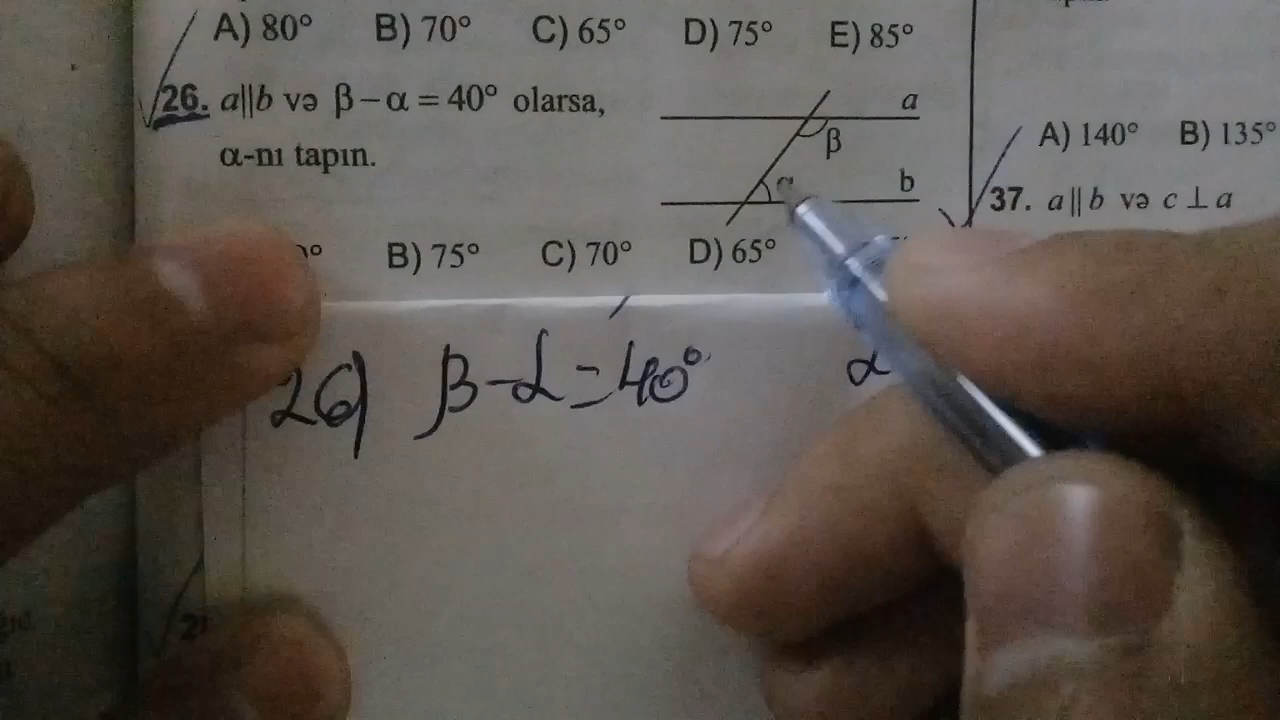 A) 80° B) 70° C) 65° D) 75° E) 85°
26. a||b və β – α = 40° olarsa,
α-nı tapın.
a
β
α
b
B) 75° C) 70° D) 65°
26) β - α = 40°
α
A) 140° B) 135°
37. a || b və c ⊥ a
21